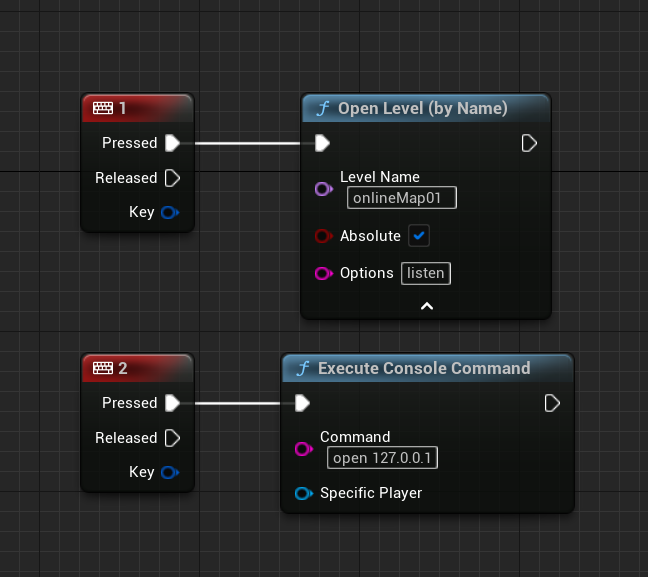 1
Pressed
Released
Key
Open Level (by Name)
Level Name
onlineMap01
Absolute
Options listen
2
Pressed
Released
Key
Execute Console Command
Command
open 127.0.0.1
Specific Player